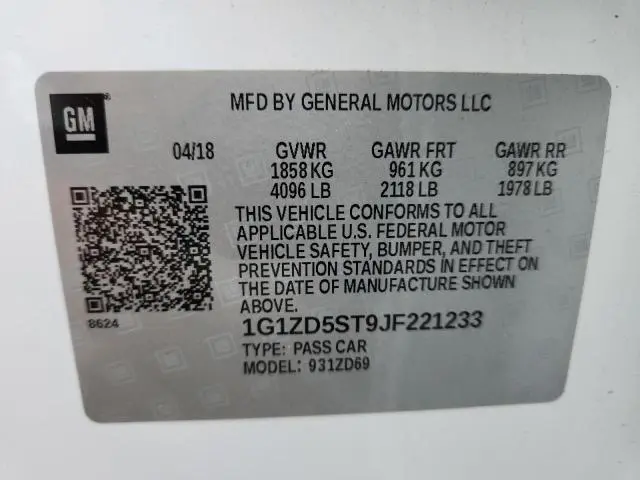 GM®
MFD BY GENERAL MOTORS LLC
04/18 GVWR GAWR FRT GAWR RR
1858 KG 961 KG 897 KG
4096 LB 2118 LB 1978 LB
THIS VEHICLE CONFORMS TO ALL
APPLICABLE U.S. FEDERAL MOTOR
VEHICLE SAFETY, BUMPER, AND THEFT
PREVENTION STANDARDS IN EFFECT ON
THE DATE OF MANUFACTURE SHOWN
ABOVE.
8624
1G1ZD5ST9JF221233
TYPE: PASS CAR
MODEL: 931ZD69